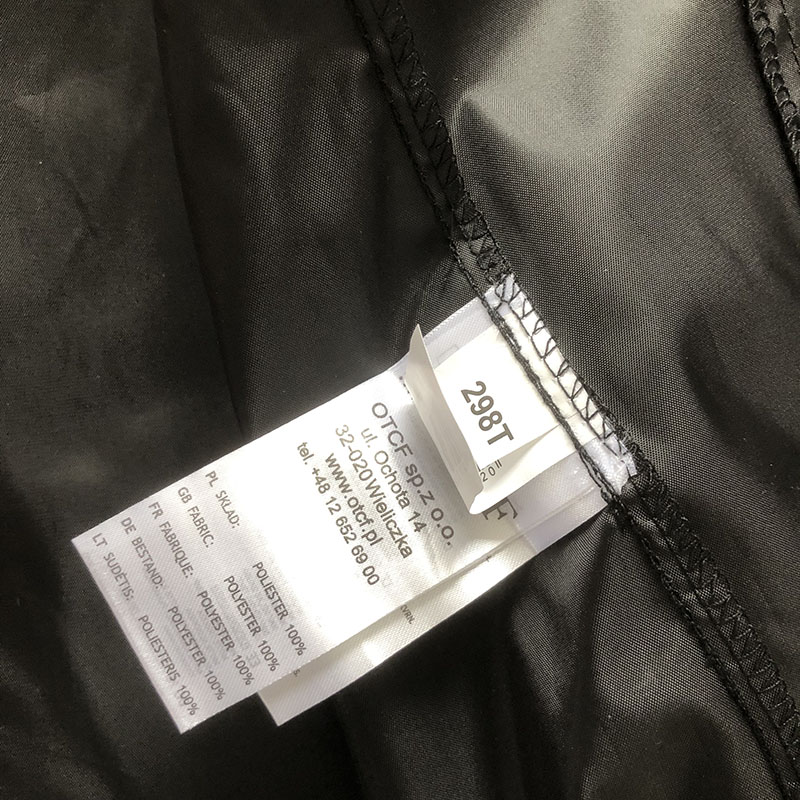 298T
OTCF sp.z o.o.
ul. Ochota 14
32-020 Wieliczka
www.otcf.pl
tel. +48 12 652 69 00
PL SKŁAD: POLIESTER 100%
GB FABRIC: POLYESTER 100%
FR FABRIQUE: POLYESTER 100%
DE BESTAND: POLYESTER 100%
LT SUDĖTIS: POLIESTERIS 100%